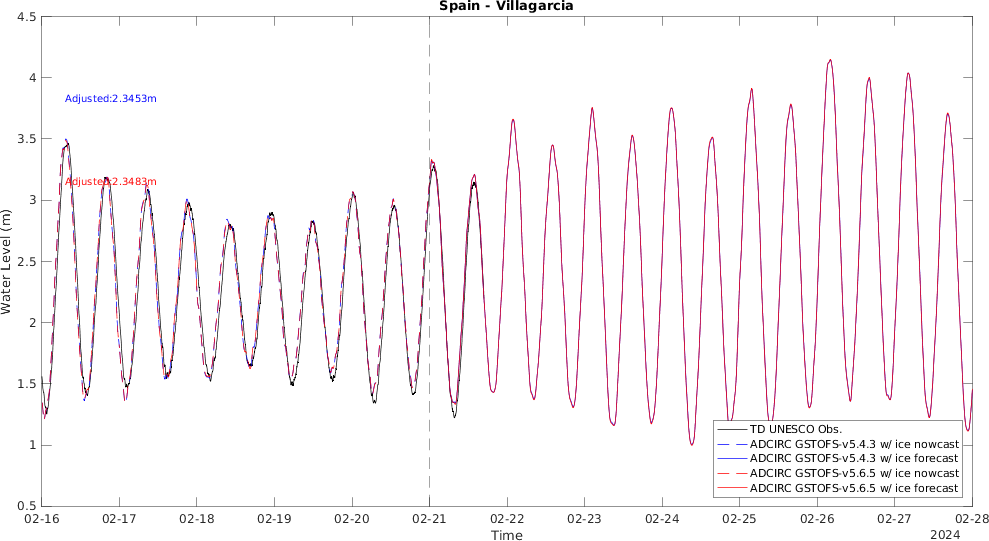 Spain - Villagarcia
4.5
4
3.5
3
2.5
2
1.5
1
0.5
Water Level (m)
Adjusted:2.3453m
Adjusted:2.3483m
TD UNESCO Obs.
ADCIRC GSTOFS-v5.4.3 w/ ice nowcast
ADCIRC GSTOFS-v5.4.3 w/ ice forecast
ADCIRC GSTOFS-v5.6.5 w/ ice nowcast
ADCIRC GSTOFS-v5.6.5 w/ ice forecast
02-16 02-17 02-18 02-19 02-20 02-21 02-22 02-23 02-24 02-25 02-26 02-27 02-28
Time
2024